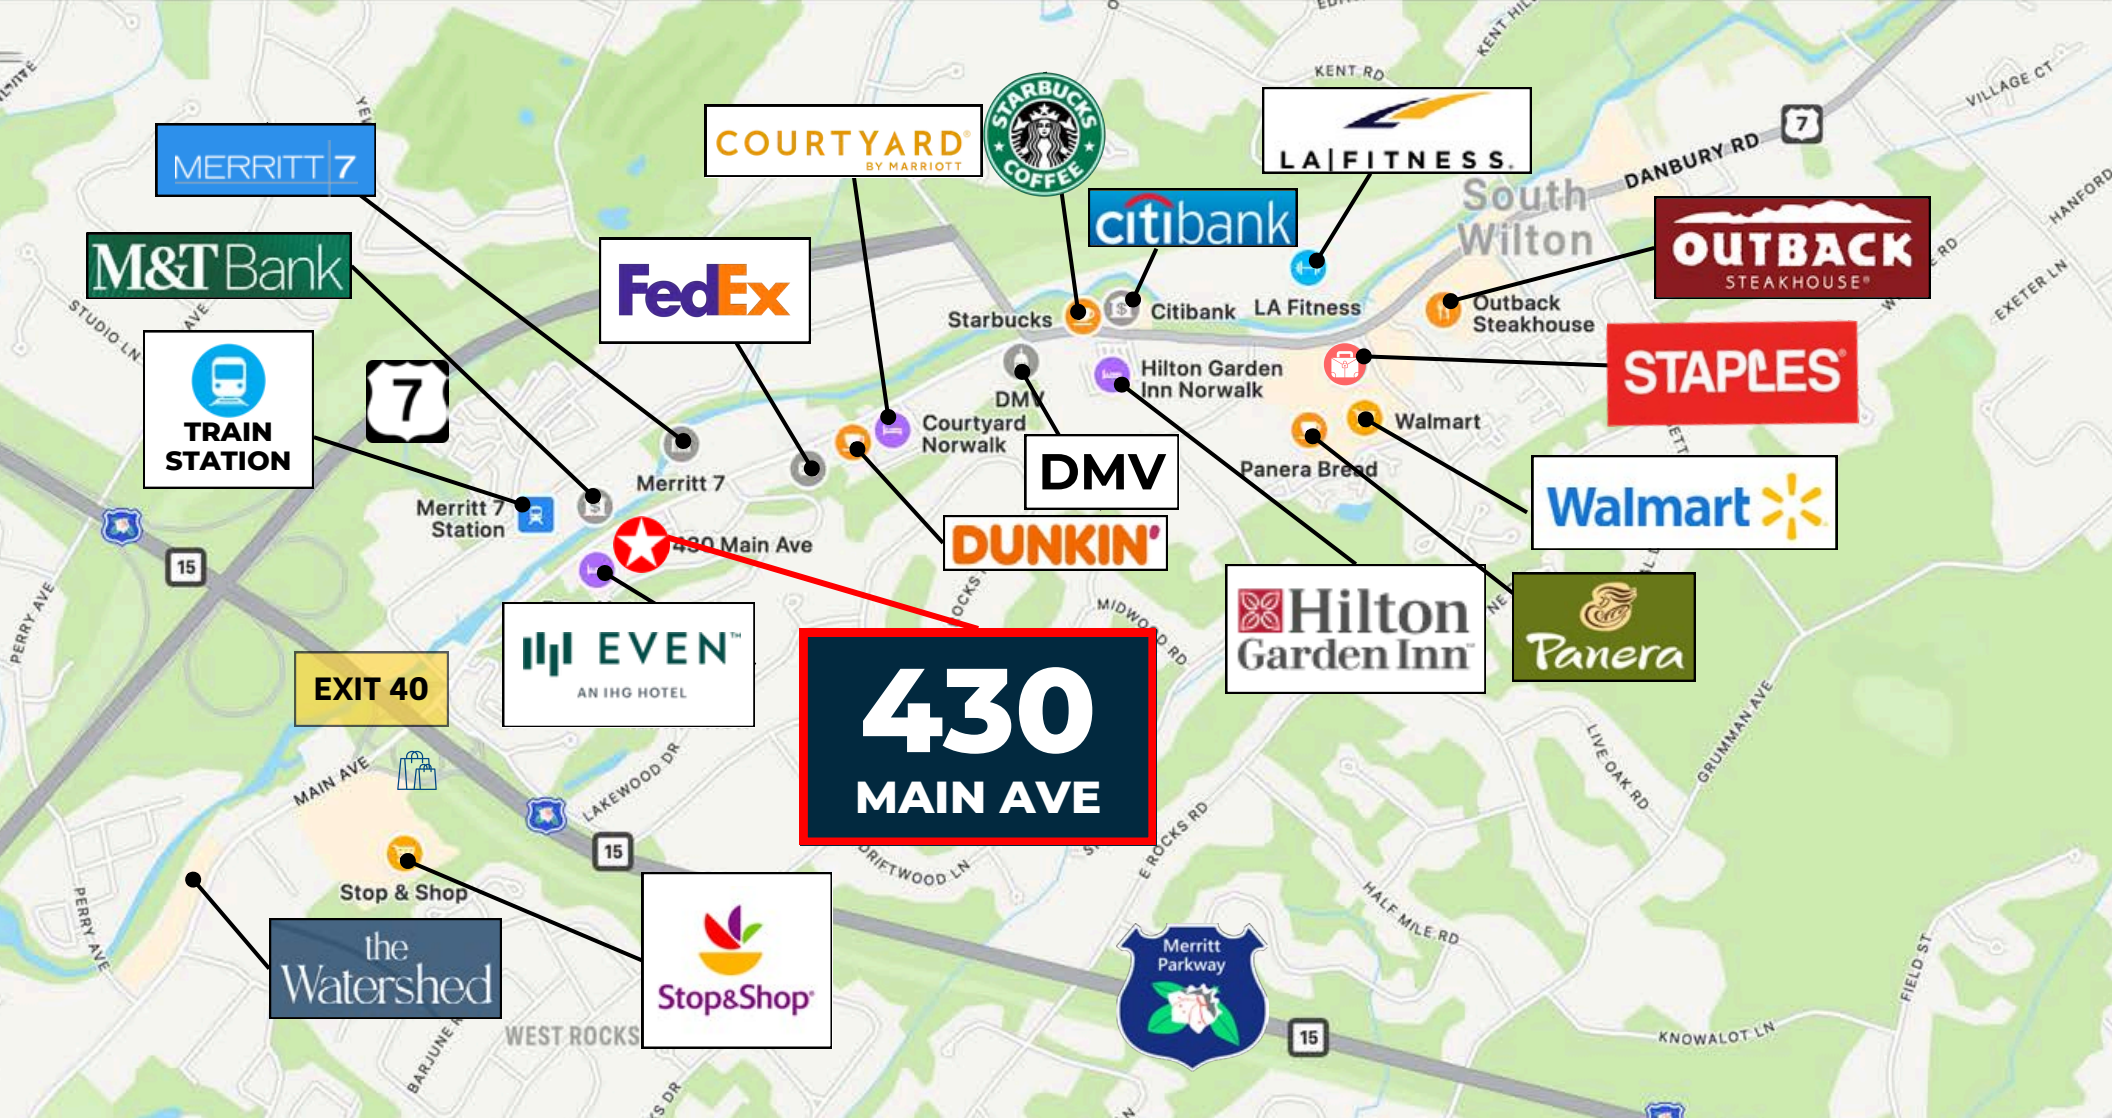 KENT RD
KENT HIL
VILLAGE CT
HANFORD
EXETER LN
DANBURY RD
7
South
Wilton
MERRITT 7
M&T Bank
STUDIO LN
AVE
TRAIN
STATION
7
FedEx
COURTYARD®
BY MARRIOTT
STARBUCKS
COFFEE
citibank
LA|FITNESS.
OUTBACK
STEAKHOUSE®
STAPLES
Starbucks
Citibank
LA Fitness
Outback
Steakhouse
DMV
Hilton Garden
Inn Norwalk
Walmart
Panera Bread
Courtyard
Norwalk
DMV
Walmart
Merritt 7
Merritt 7
Station
430 Main Ave
DUNKIN'
15
PERRY AVE
EVEN™
AN IHG HOTEL
EXIT 40
430
MAIN AVE
Hilton
Garden Inn™
Panera
MIDWOOD RD
MAIN AVE
LAKEWOOD DR
LIVE OAK RD
GRUMMAN AVE
15
Stop & Shop
DRIFTWOOD LN
E ROCKS RD
HALF MILE RD
PERRY AVE
the
Watershed
Stop&Shop®
WEST ROCKS
Merritt
Parkway
15
KNOWALOT LN
FIELD ST